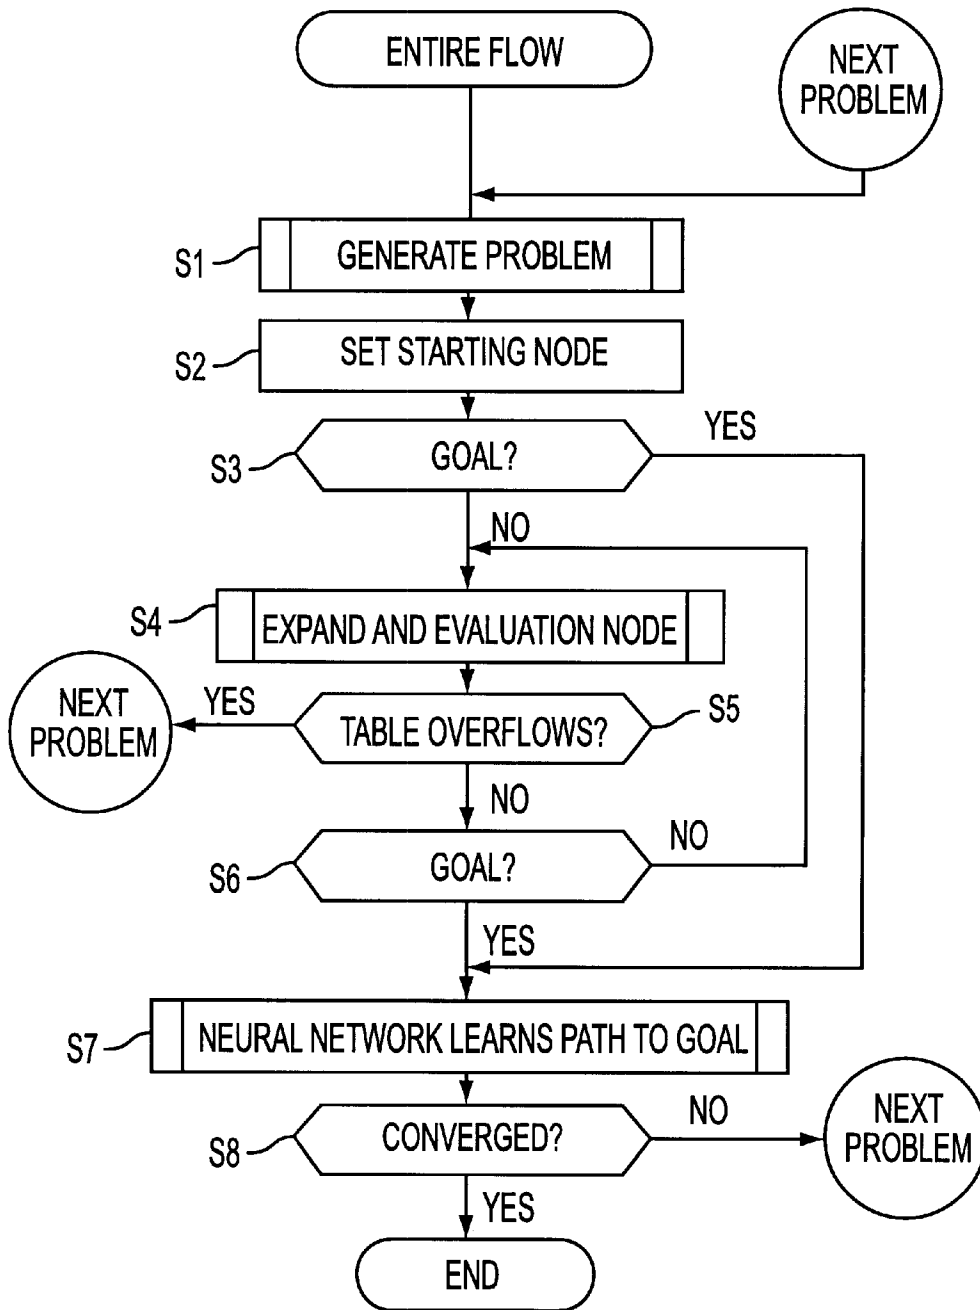 ENTIRE FLOW
NEXT
PROBLEM
S1
GENERATE PROBLEM
S2
SET STARTING NODE
S3
GOAL?
YES
NO
S4
EXPAND AND EVALUATION NODE
NEXT
PROBLEM
YES
TABLE OVERFLOWS?
S5
NO
S6
GOAL?
NO
YES
S7
NEURAL NETWORK LEARNS PATH TO GOAL
S8
CONVERGED?
NO
NEXT
PROBLEM
YES
END